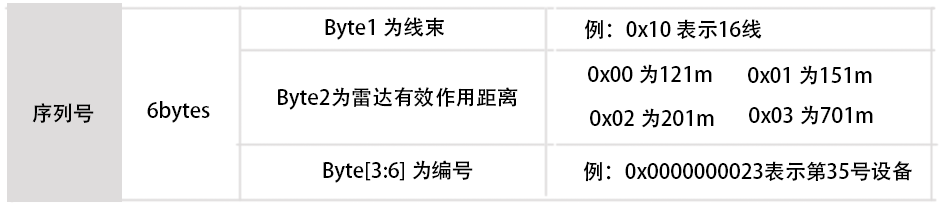 序列号
6bytes
Byte1 为线束
例：0x10 表示16线
Byte2为雷达有效作用距离
0x00 为121m 0x01 为151m
0x02 为201m 0x03 为701m
Byte[3:6] 为编号
例：0x0000000023表示第35号设备